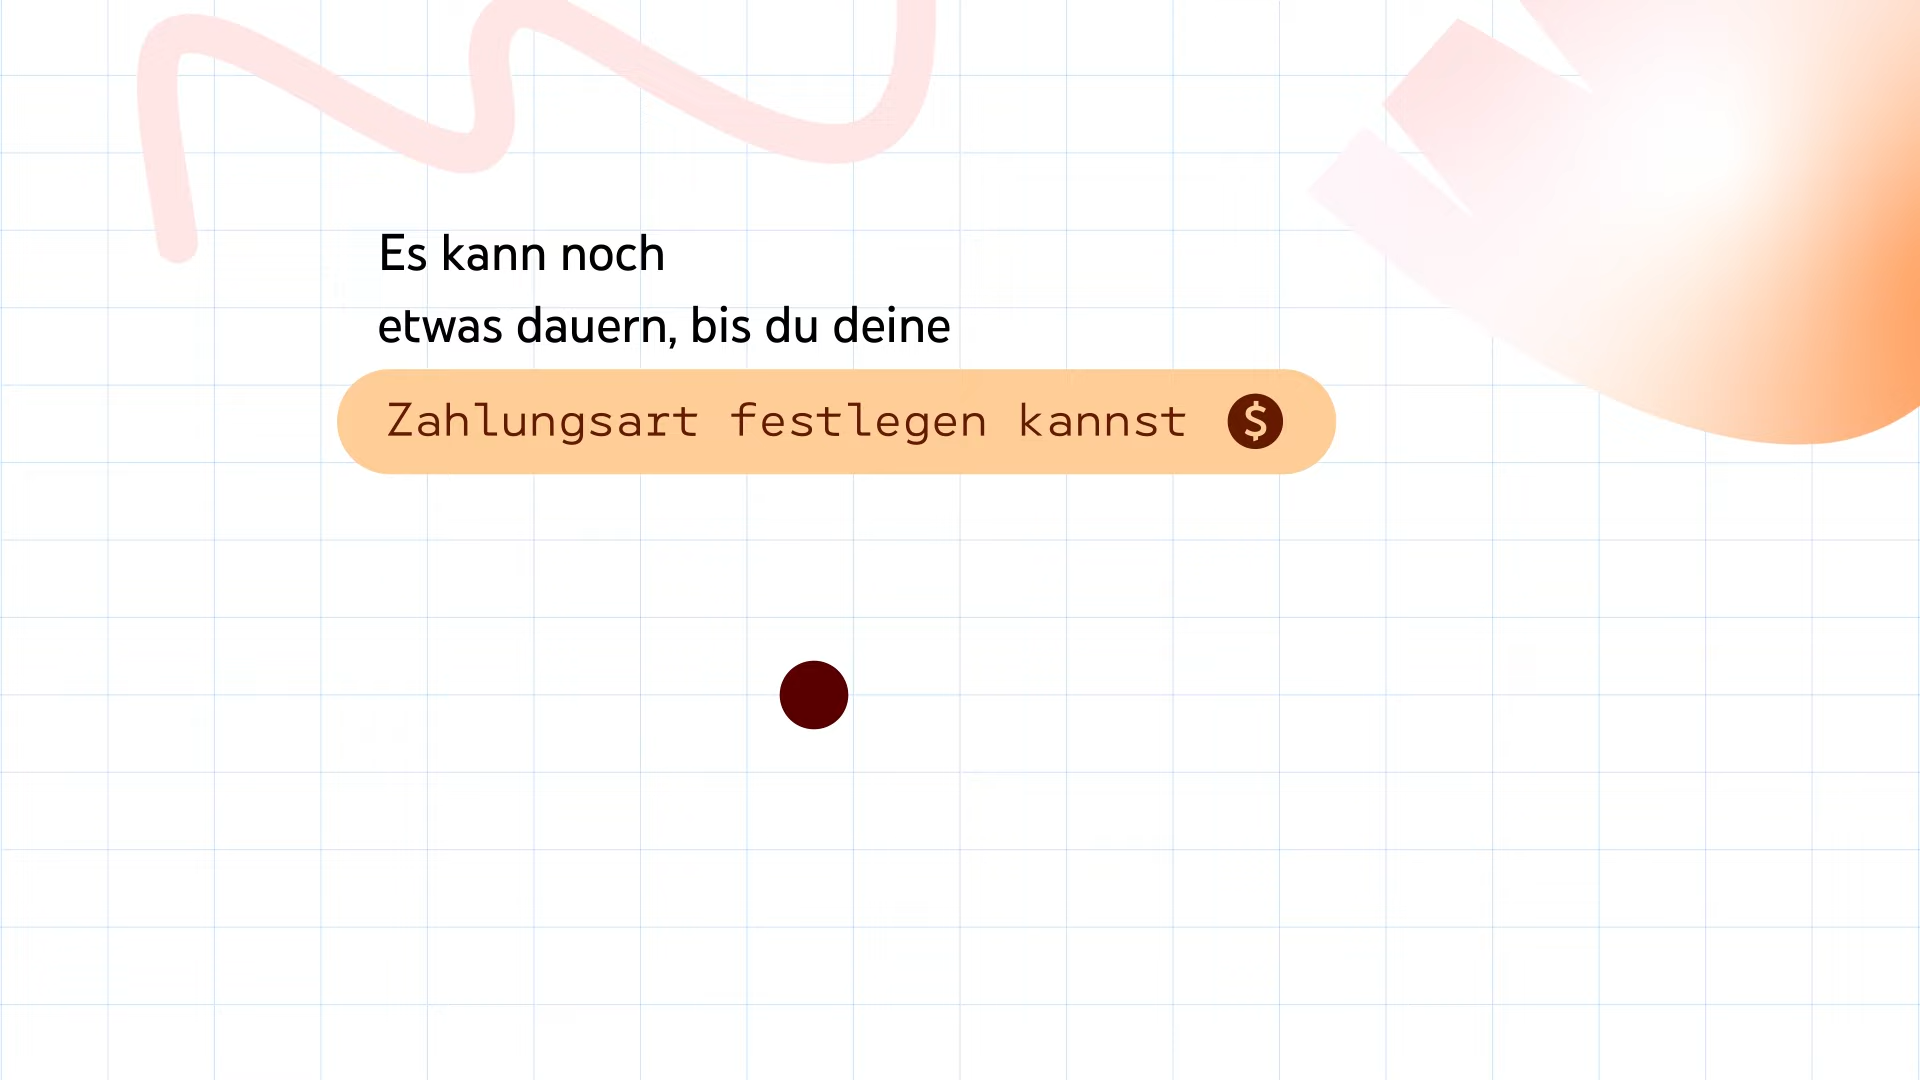 Es kann noch
etwas dauern, bis du deine
Zahlungsart festlegen kannst $